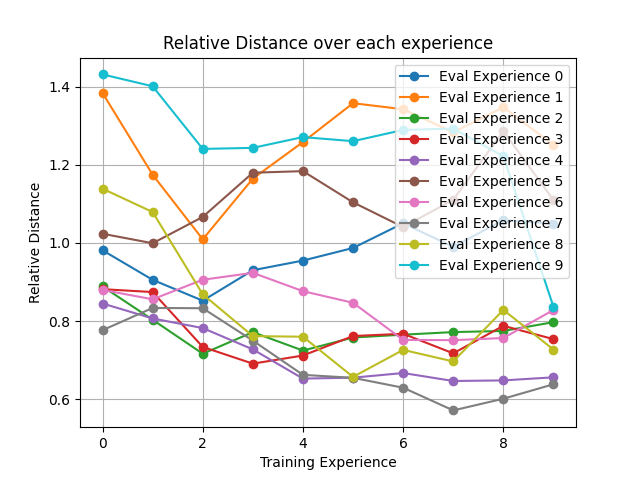 Relative Distance over each experience
Relative Distance
1.4
1.2
1.0
0.8
0.6
Eval Experience 0
Eval Experience 1
Eval Experience 2
Eval Experience 3
Eval Experience 4
Eval Experience 5
Eval Experience 6
Eval Experience 7
Eval Experience 8
Eval Experience 9
0 2 4 6 8
Training Experience